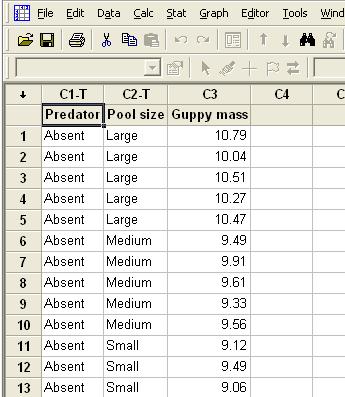 File Edit Data Calc Stat Graph Editor Tools Wind
C1-T C2-T C3 C4 C
Predator Pool size Guppy mass
1 Absent Large 10.79
2 Absent Large 10.04
3 Absent Large 10.51
4 Absent Large 10.27
5 Absent Large 10.47
6 Absent Medium 9.49
7 Absent Medium 9.91
8 Absent Medium 9.61
9 Absent Medium 9.33
10 Absent Medium 9.56
11 Absent Small 9.12
12 Absent Small 9.49
13 Absent Small 9.06